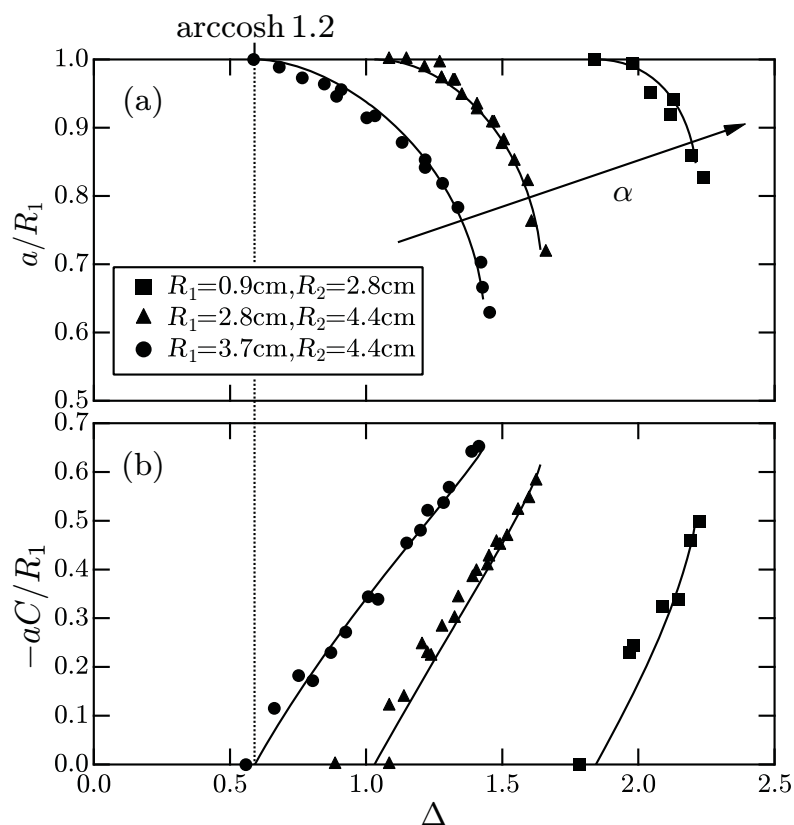 arccosh 1.2
1.0
(a)
0.9
0.8
α
a/R₁
0.7
R₁=0.9cm,R₂=2.8cm
R₁=2.8cm,R₂=4.4cm
R₁=3.7cm,R₂=4.4cm
0.6
0.5
0.7
(b)
0.6
0.5
0.4
−aC/R₁
0.3
0.2
0.1
0.0
0.0 0.5 1.0 1.5 2.0 2.5
Δ